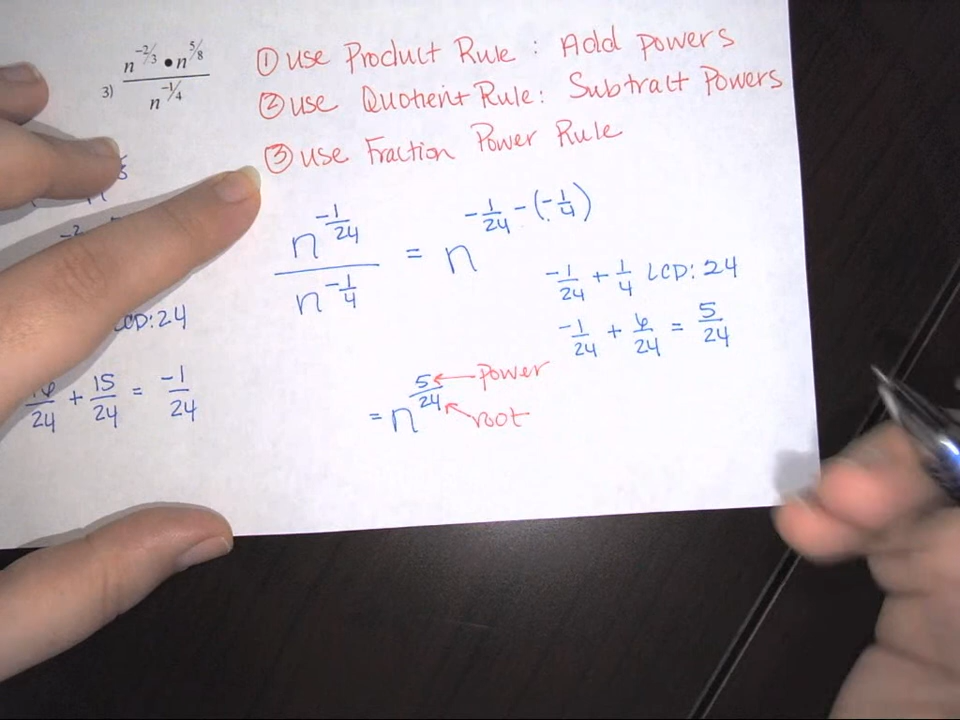 3) n^(-2/3) • n^(5/8) / n^(-1/4)
① use Product Rule : Add powers
② use Quotient Rule : Subtract Powers
③ use Fraction Power Rule
n^(-1/24) / n^(-1/4) = n^(-1/24 - (-1/4))
-1/24 + 1/4 LCD: 24
-1/24 + 6/24 = 5/24
LCD: 24
/24 + 15/24 = -1/24
= n^(5/24) ← power
← root